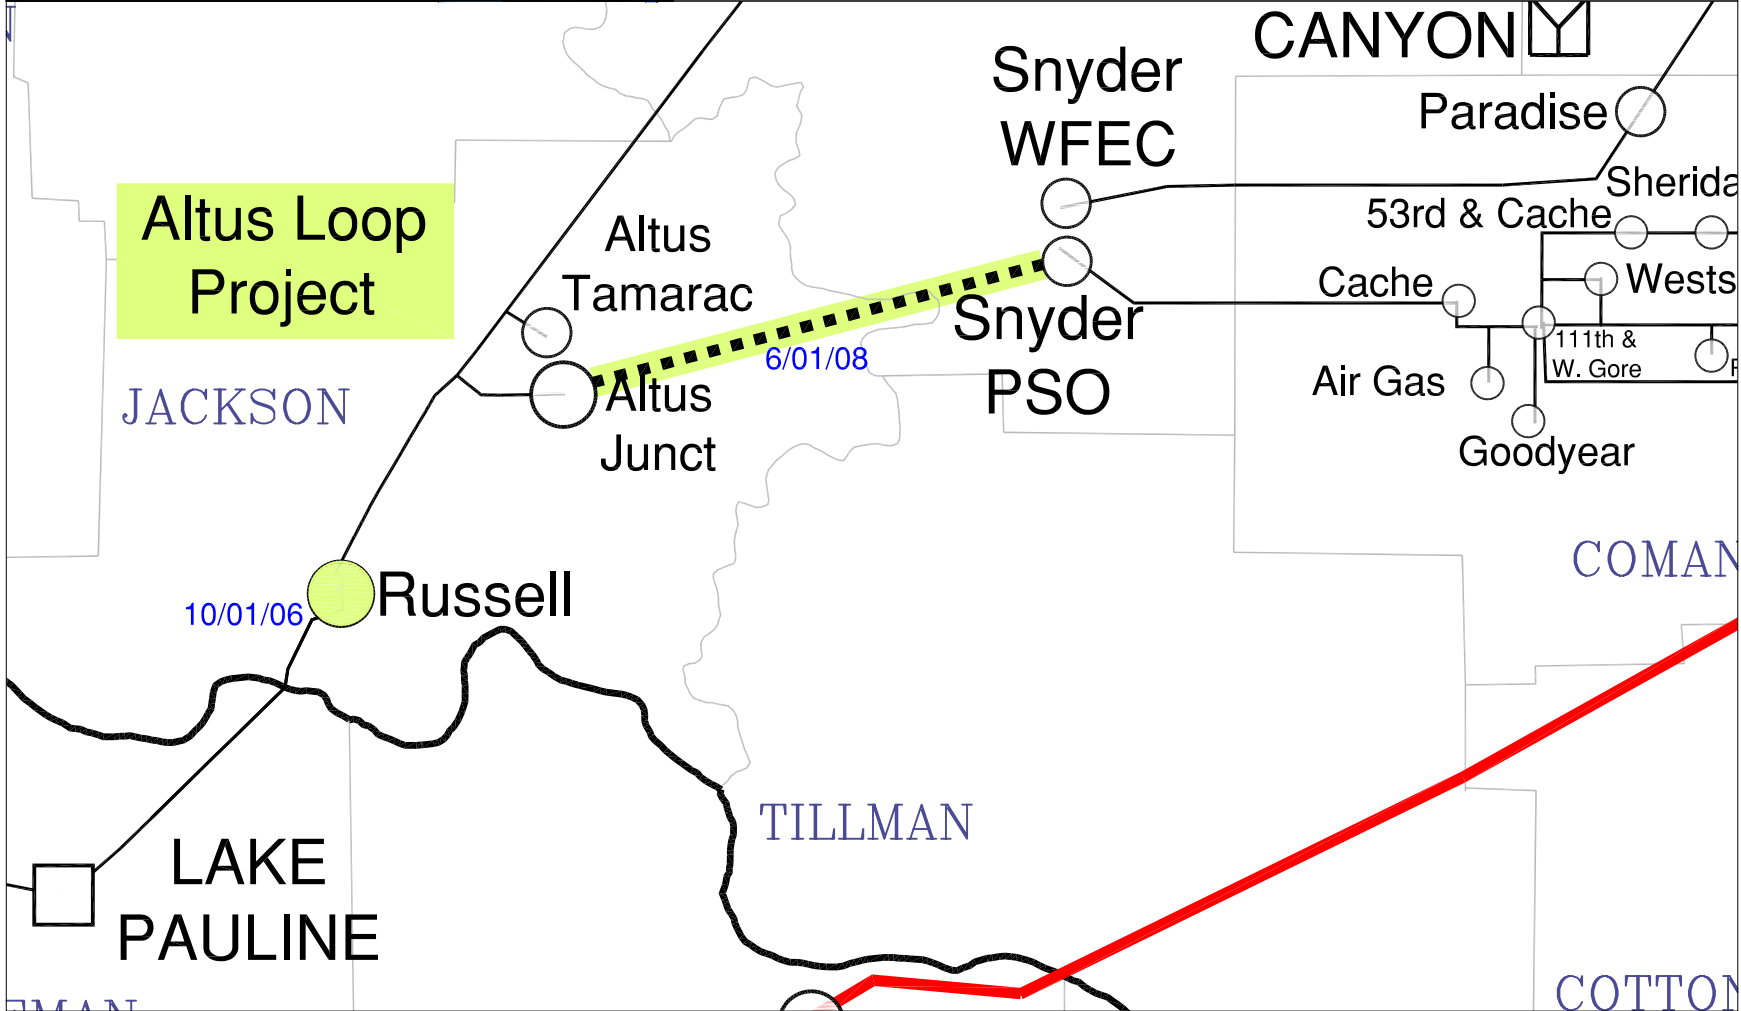 CANYON
Snyder
WFEC
Paradise
Sherida
53rd & Cache
Altus Loop
Project
Altus
Tamarac
Cache
Wests
Snyder
PSO
6/01/08
111th &
W. Gore
Air Gas
JACKSON
Altus
Junct
Goodyear
COMAN
Russell
10/01/06
TILLMAN
LAKE
PAULINE
COTTON